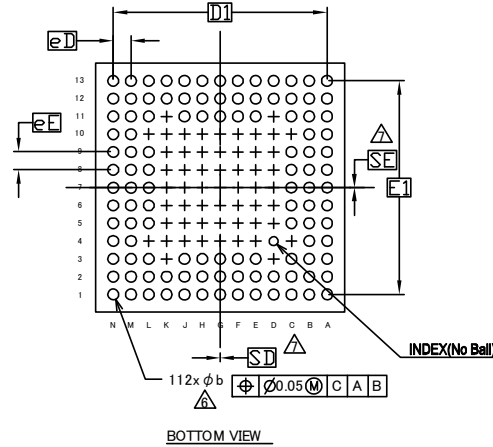 D1
eD
13
12
11
10
9
8
7
6
5
4
3
2
1
eE
7
SE
E1
N M L K J H G F E D C B A
SD
7
INDEX(No Ball)
112x ϕb
6
⌖ Ø0.05 Ⓜ C A B
BOTTOM VIEW